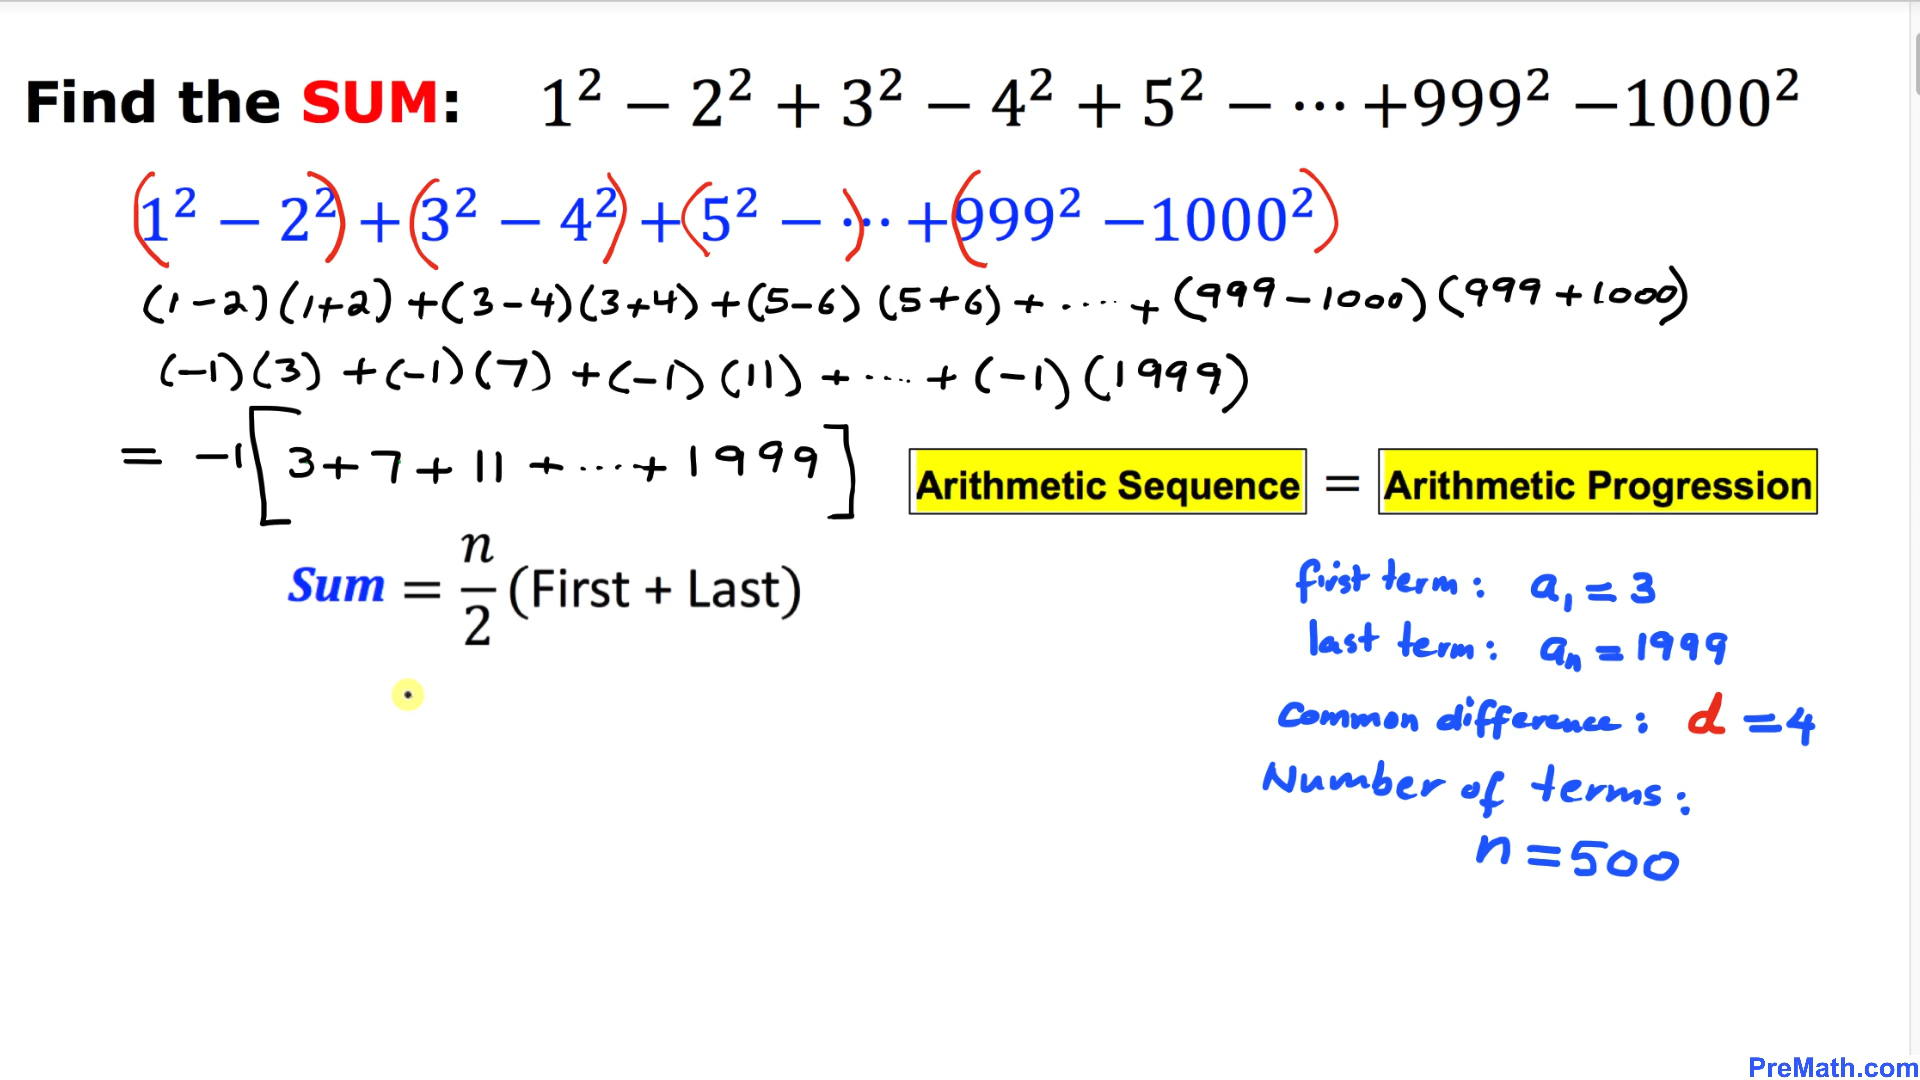 Find the SUM: 1² − 2² + 3² − 4² + 5² − ⋯ +999² −1000²
(1² − 2²) + (3² − 4²) + (5² − ⋯) +(999² −1000²)
(1-2)(1+2) +(3-4)(3+4) +(5-6)(5+6) + ..... + (999-1000)(999+1000)
(-1)(3) +(-1)(7) +(-1)(11) + ..... + (-1)(1999)
= -1[3+7+11+.....+1999]
Arithmetic Sequence = Arithmetic Progression
Sum = n/2 (First + Last)
first term: a₁ = 3
last term: aₙ = 1999
Common difference: d = 4
Number of terms:
n = 500
PreMath.com